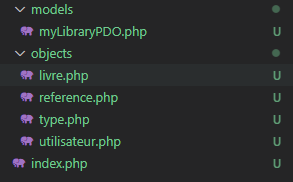 models
myLibraryPDO.php U
objects
livre.php U
reference.php U
type.php U
utilisateur.php U
index.php U